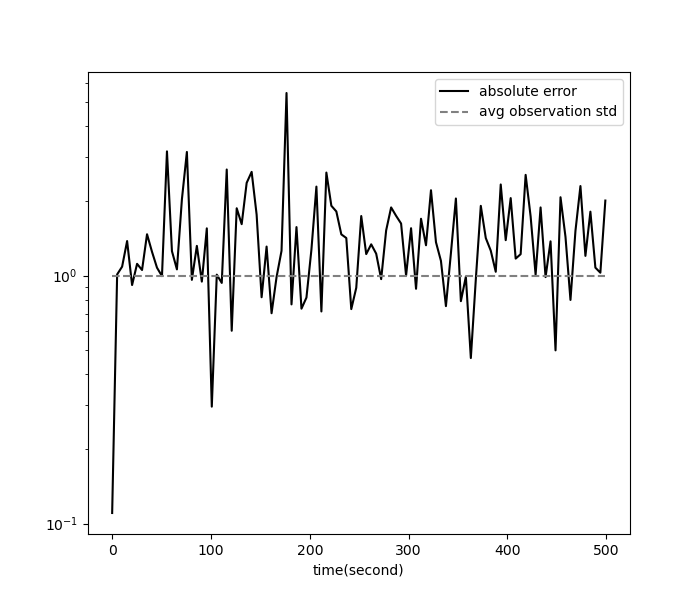 absolute error
avg observation std
10⁰
10⁻¹
0 100 200 300 400 500
time(second)